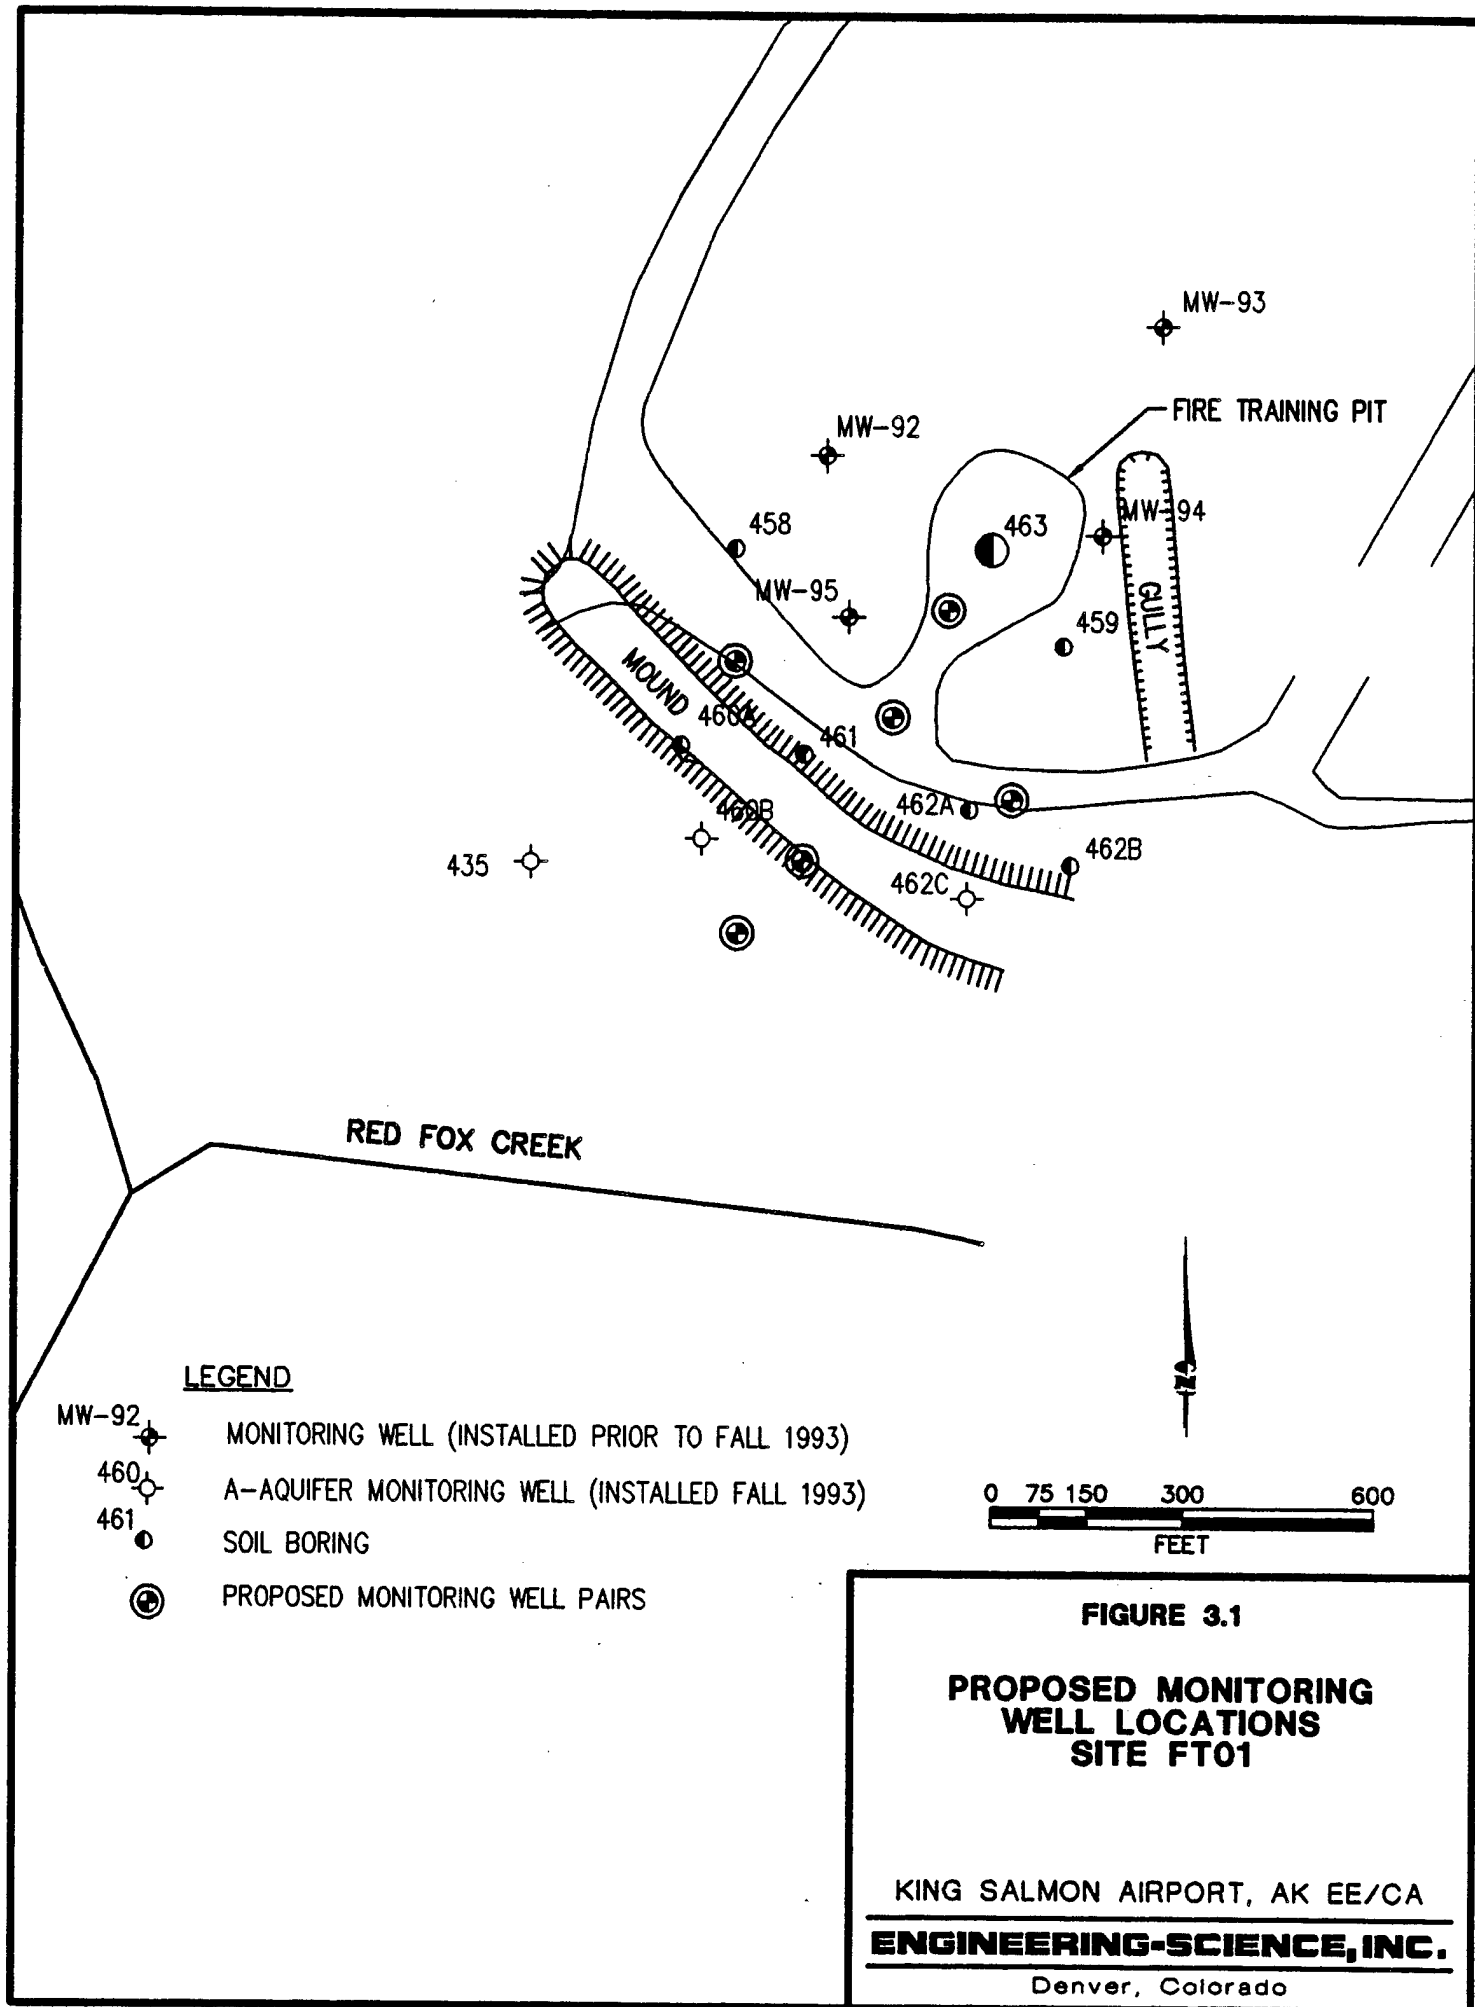 MW-93
FIRE TRAINING PIT
MW-92
463
MW-94
458
MW-95
GULLY
459
MOUND
460A
461
462A
460B
462B
435
462C
RED FOX CREEK
N
LEGEND
MW-92
MONITORING WELL (INSTALLED PRIOR TO FALL 1993)
460
A-AQUIFER MONITORING WELL (INSTALLED FALL 1993)
461
SOIL BORING
PROPOSED MONITORING WELL PAIRS
0 75 150 300 600
FEET
FIGURE 3.1
PROPOSED MONITORING
WELL LOCATIONS
SITE FT01
KING SALMON AIRPORT, AK EE/CA
ENGINEERING-SCIENCE, INC.
Denver, Colorado